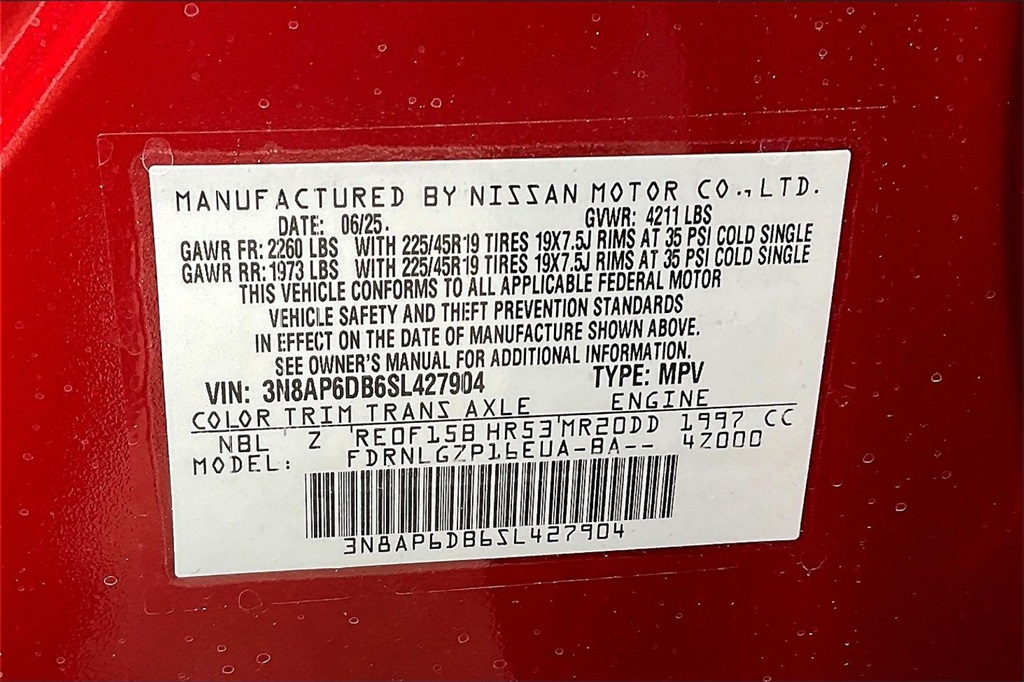 MANUFACTURED BY NISSAN MOTOR CO., LTD.
DATE: 06/25. GVWR: 4211 LBS
GAWR FR: 2260 LBS WITH 225/45R19 TIRES 19X7.5J RIMS AT 35 PSI COLD SINGLE
GAWR RR: 1973 LBS WITH 225/45R19 TIRES 19X7.5J RIMS AT 35 PSI COLD SINGLE
THIS VEHICLE CONFORMS TO ALL APPLICABLE FEDERAL MOTOR
VEHICLE SAFETY AND THEFT PREVENTION STANDARDS
IN EFFECT ON THE DATE OF MANUFACTURE SHOWN ABOVE.
SEE OWNER'S MANUAL FOR ADDITIONAL INFORMATION.
VIN: 3N8AP6DB6SL427904 TYPE: MPV
COLOR TRIM TRANS AXLE ENGINE
NBL Z RE0F15B HR53 MR20DD 1997 CC
MODEL: FDRNLGZP16EUA-BA-- 4Z000
3N8AP6DB6SL427904